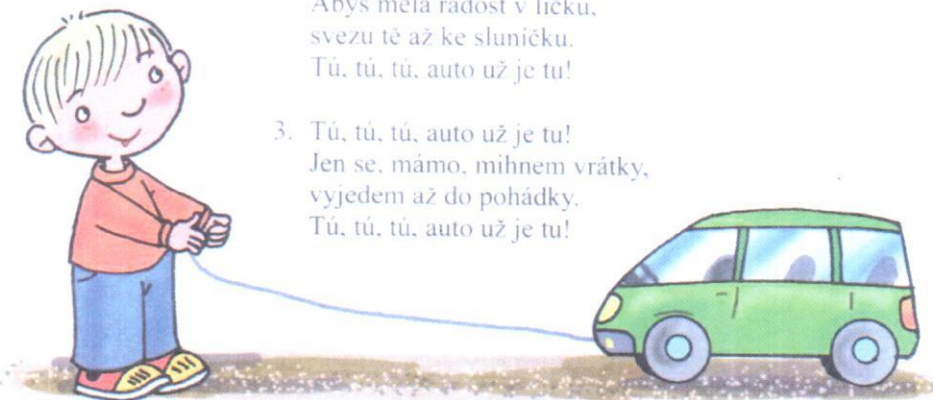 Abys měla radost v líčku,
svezu tě až ke sluníčku.
Tú, tú, tú, auto už je tu!
3. Tú, tú, tú, auto už je tu!
Jen se, mámo, mihnem vrátky,
vyjedem až do pohádky.
Tú, tú, tú, auto už je tu!